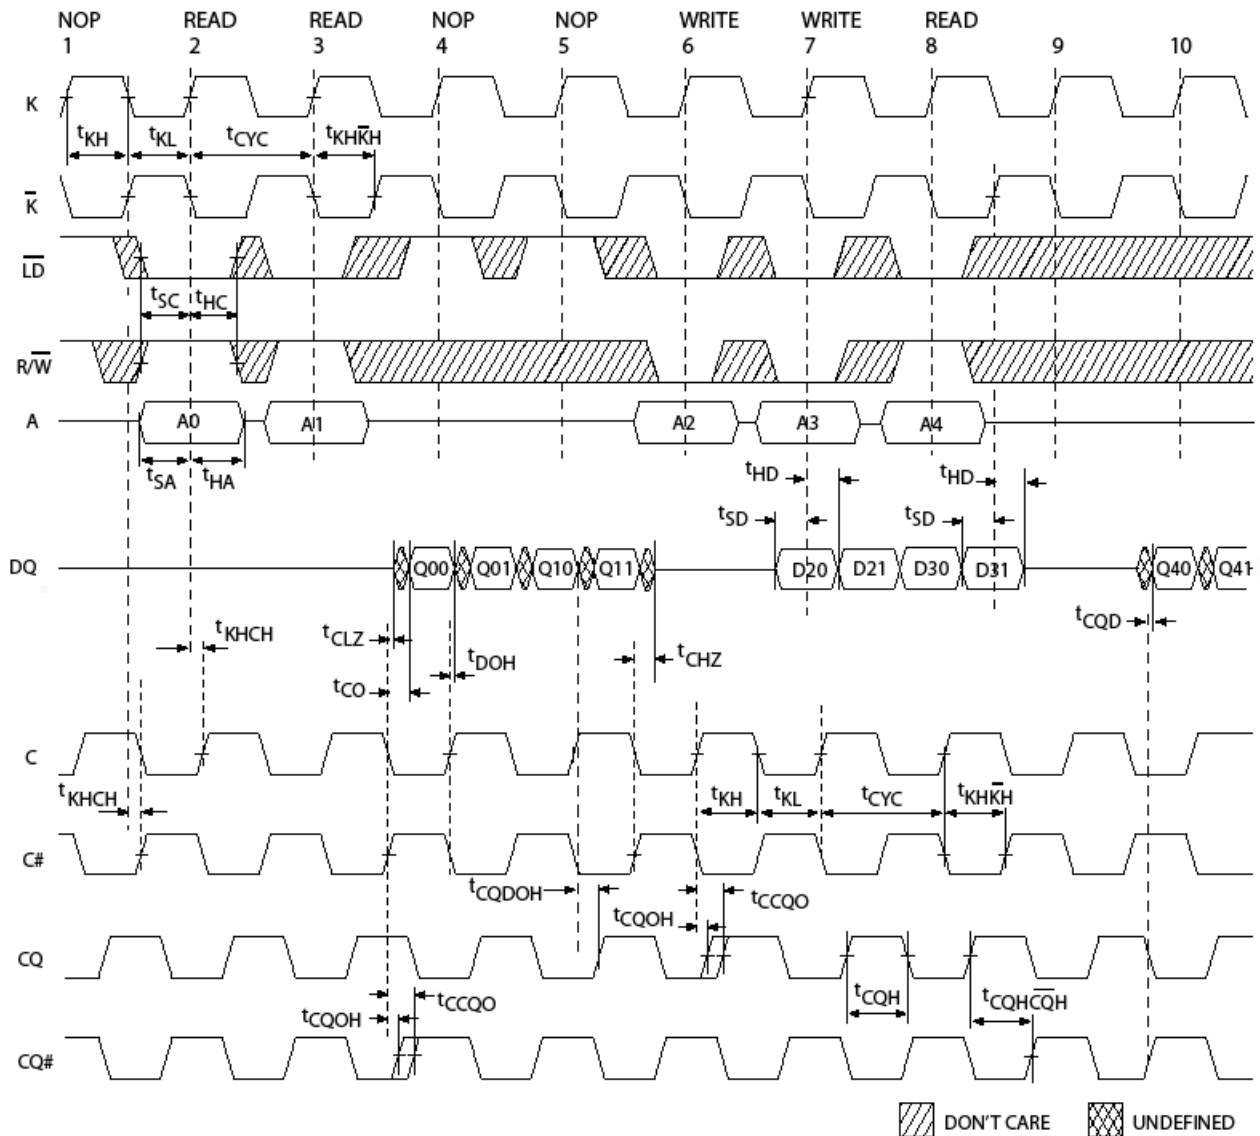 NOP READ READ NOP NOP WRITE WRITE READ
1 2 3 4 5 6 7 8 9 10
K
tKH tKL tCYC tKHK̅H
K̅
L̅D̅
tSC tHC
R/W̅
A A0 A1 A2 A3 A4
tSA tHA tHD tHD
tSD tSD
DQ Q00 Q01 Q10 Q11 D20 D21 D30 D31 Q40 Q41
tKHCH tCLZ tDOH tCHZ tCQD
tCO
C
tKHCH tKH tKL tCYC tKHK̅H
C#
tCQDOH tCQOH tCCQO
CQ
tCQOH tCCQO tCQH tCQHC̅Q̅H
CQ#
DON'T CARE UNDEFINED